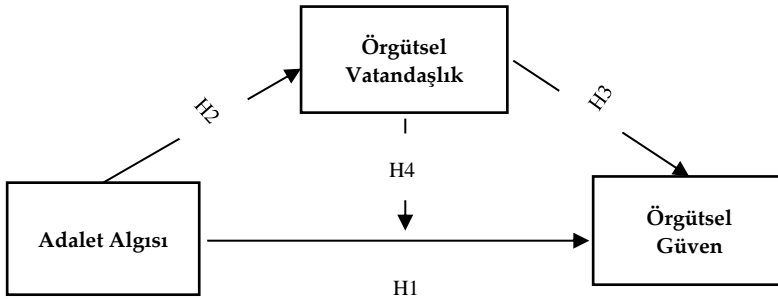 Örgütsel
Vatandaşlık
H2
H3
H4
Adalet Algısı
Örgütsel
Güven
H1